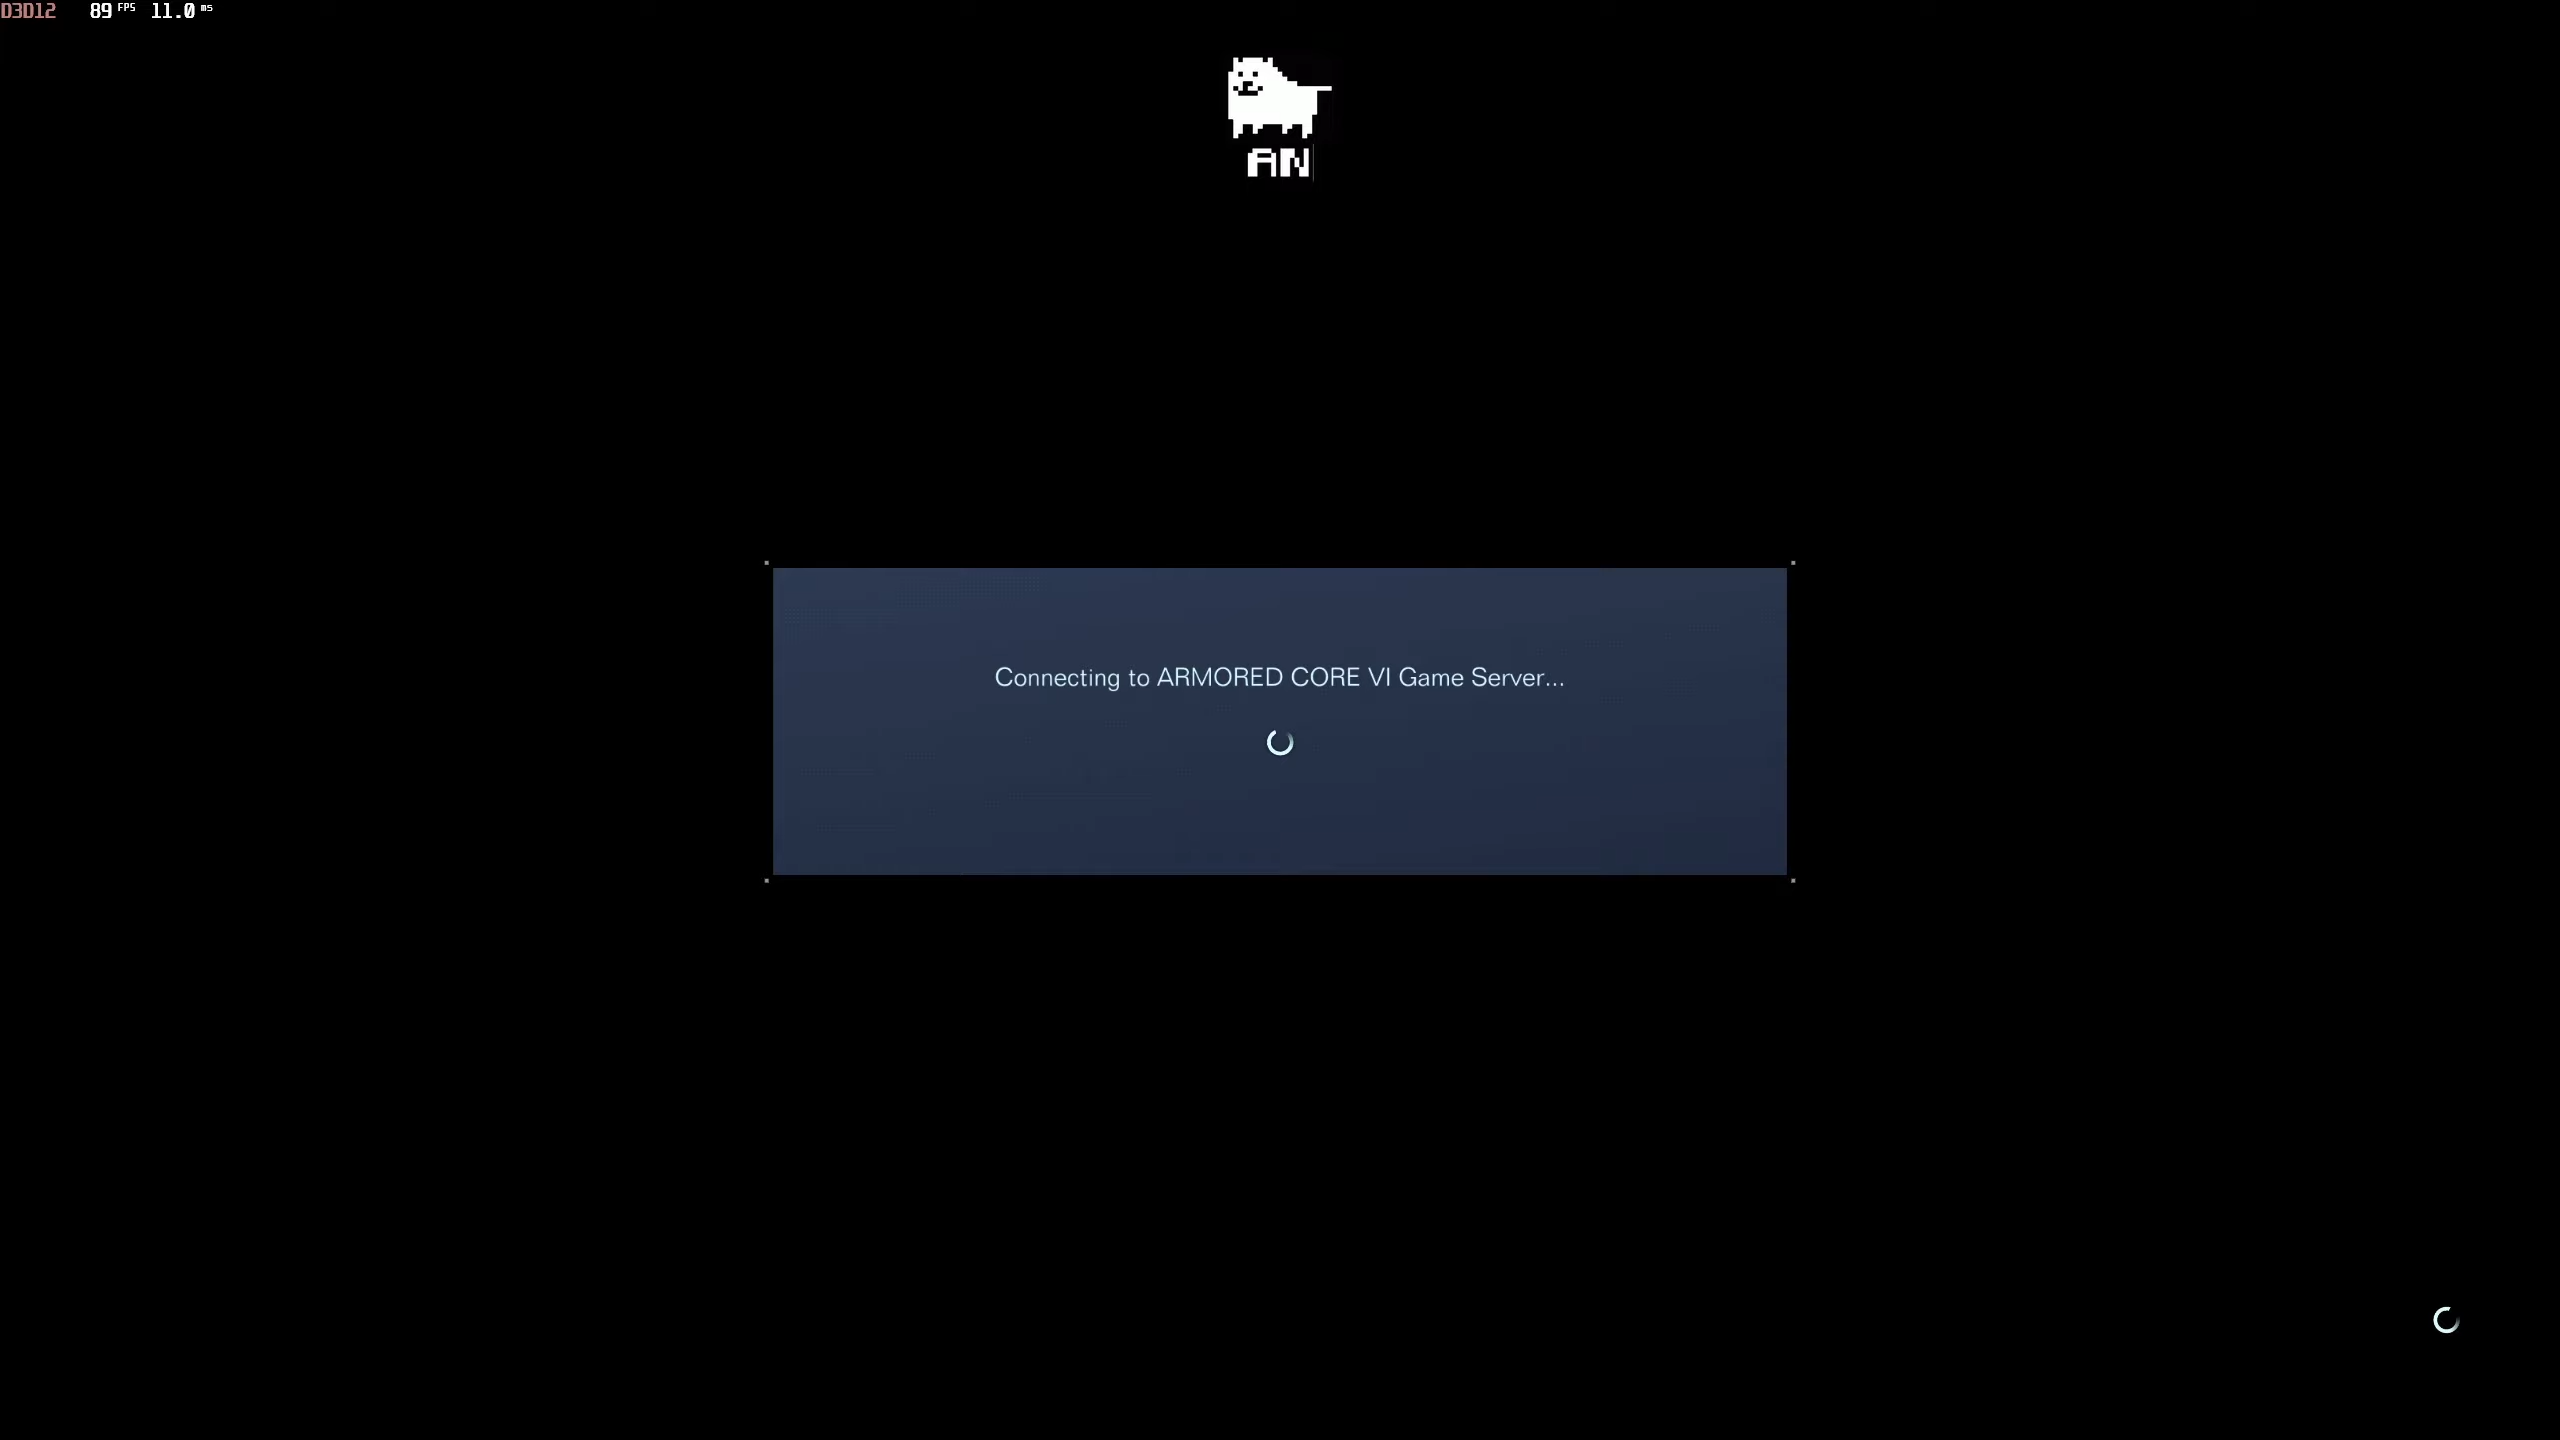 D3D12 89 FPS 11.0 ms
AN
Connecting to ARMORED CORE VI Game Server...